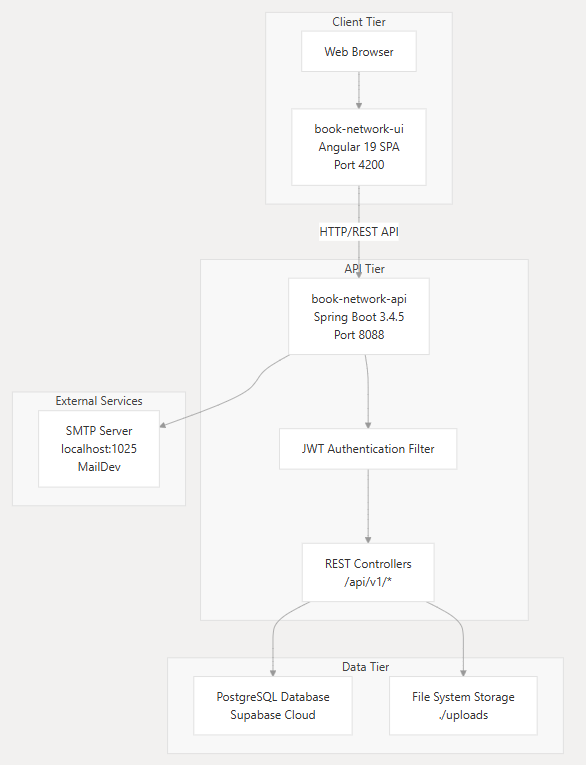 Client Tier
Web Browser
book-network-ui
Angular 19 SPA
Port 4200
HTTP/REST API
API Tier
book-network-api
Spring Boot 3.4.5
Port 8088
External Services
SMTP Server
localhost:1025
MailDev
JWT Authentication Filter
REST Controllers
/api/v1/*
Data Tier
PostgreSQL Database
Supabase Cloud
File System Storage
./uploads